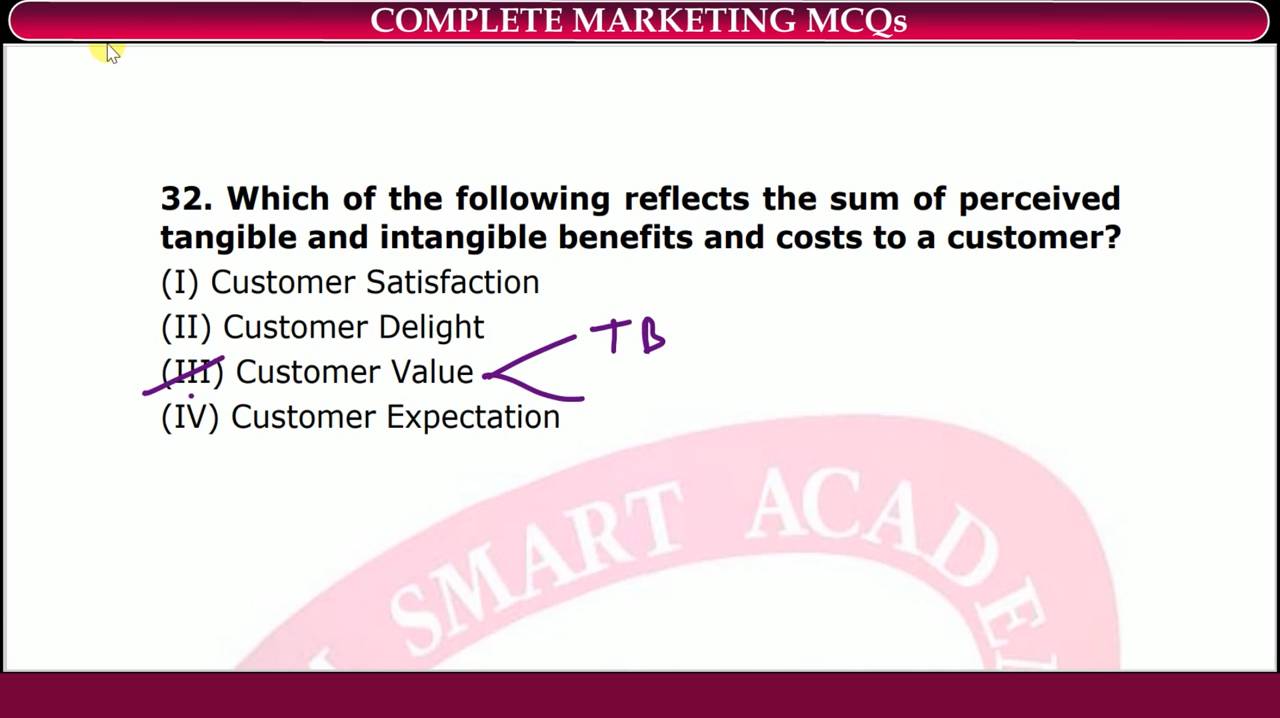 COMPLETE MARKETING MCQs
32. Which of the following reflects the sum of perceived
tangible and intangible benefits and costs to a customer?
(I) Customer Satisfaction
(II) Customer Delight
TB
(III) Customer Value
(IV) Customer Expectation
SMART ACADE